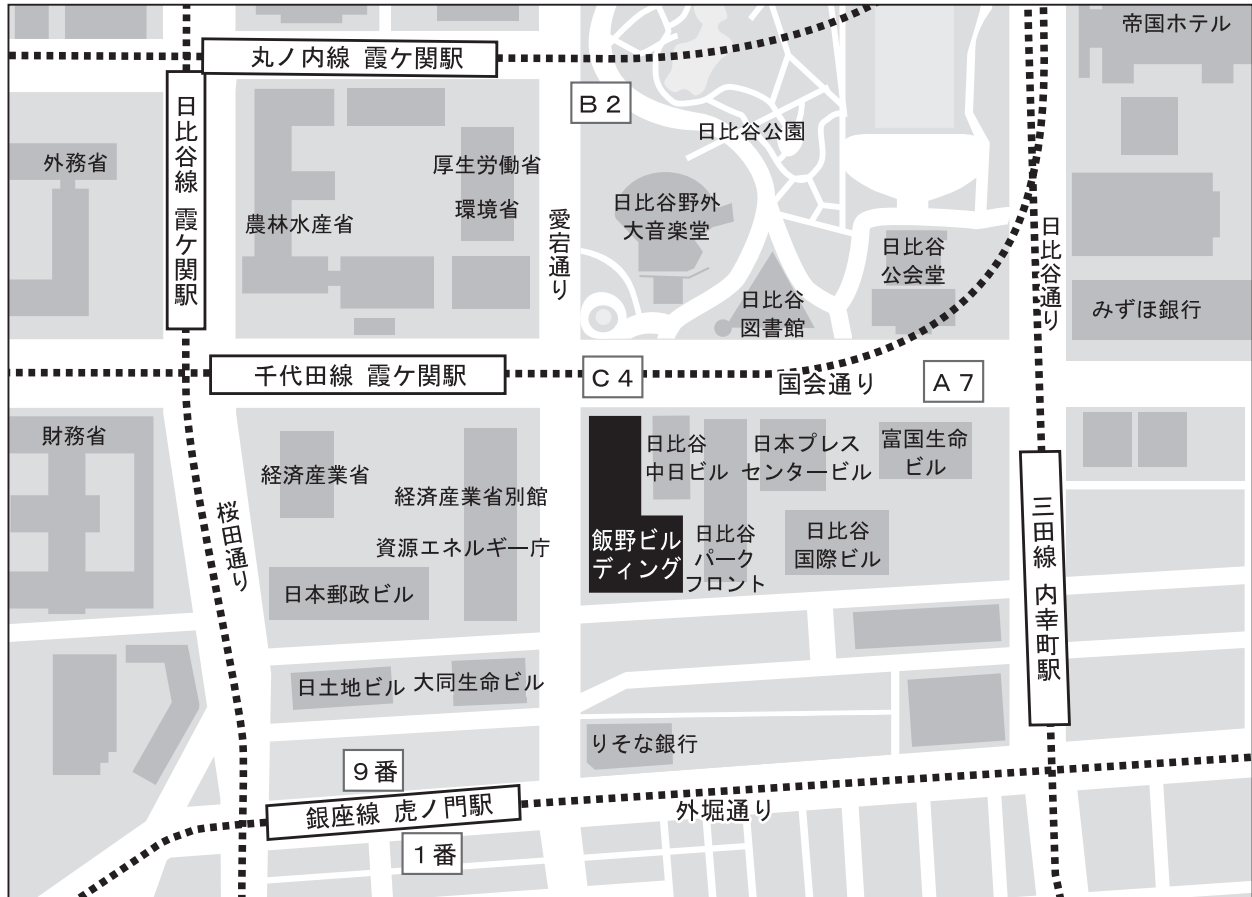 帝国ホテル
丸ノ内線 霞ケ関駅
B 2
日比谷線 霞ケ関駅
日比谷公園
外務省
厚生労働省
環境省
農林水産省
愛宕通り
日比谷野外
大音楽堂
日比谷
公会堂
日比谷通り
日比谷
図書館
みずほ銀行
千代田線 霞ケ関駅
C 4
国会通り
A 7
財務省
経済産業省
経済産業省別館
資源エネルギー庁
日本郵政ビル
桜田通り
日比谷
中日ビル
日本プレス
センタービル
富国生命
ビル
飯野ビル
ディング
日比谷
パーク
フロント
日比谷
国際ビル
三田線 内幸町駅
日土地ビル
大同生命ビル
りそな銀行
9番
銀座線 虎ノ門駅
外堀通り
1番